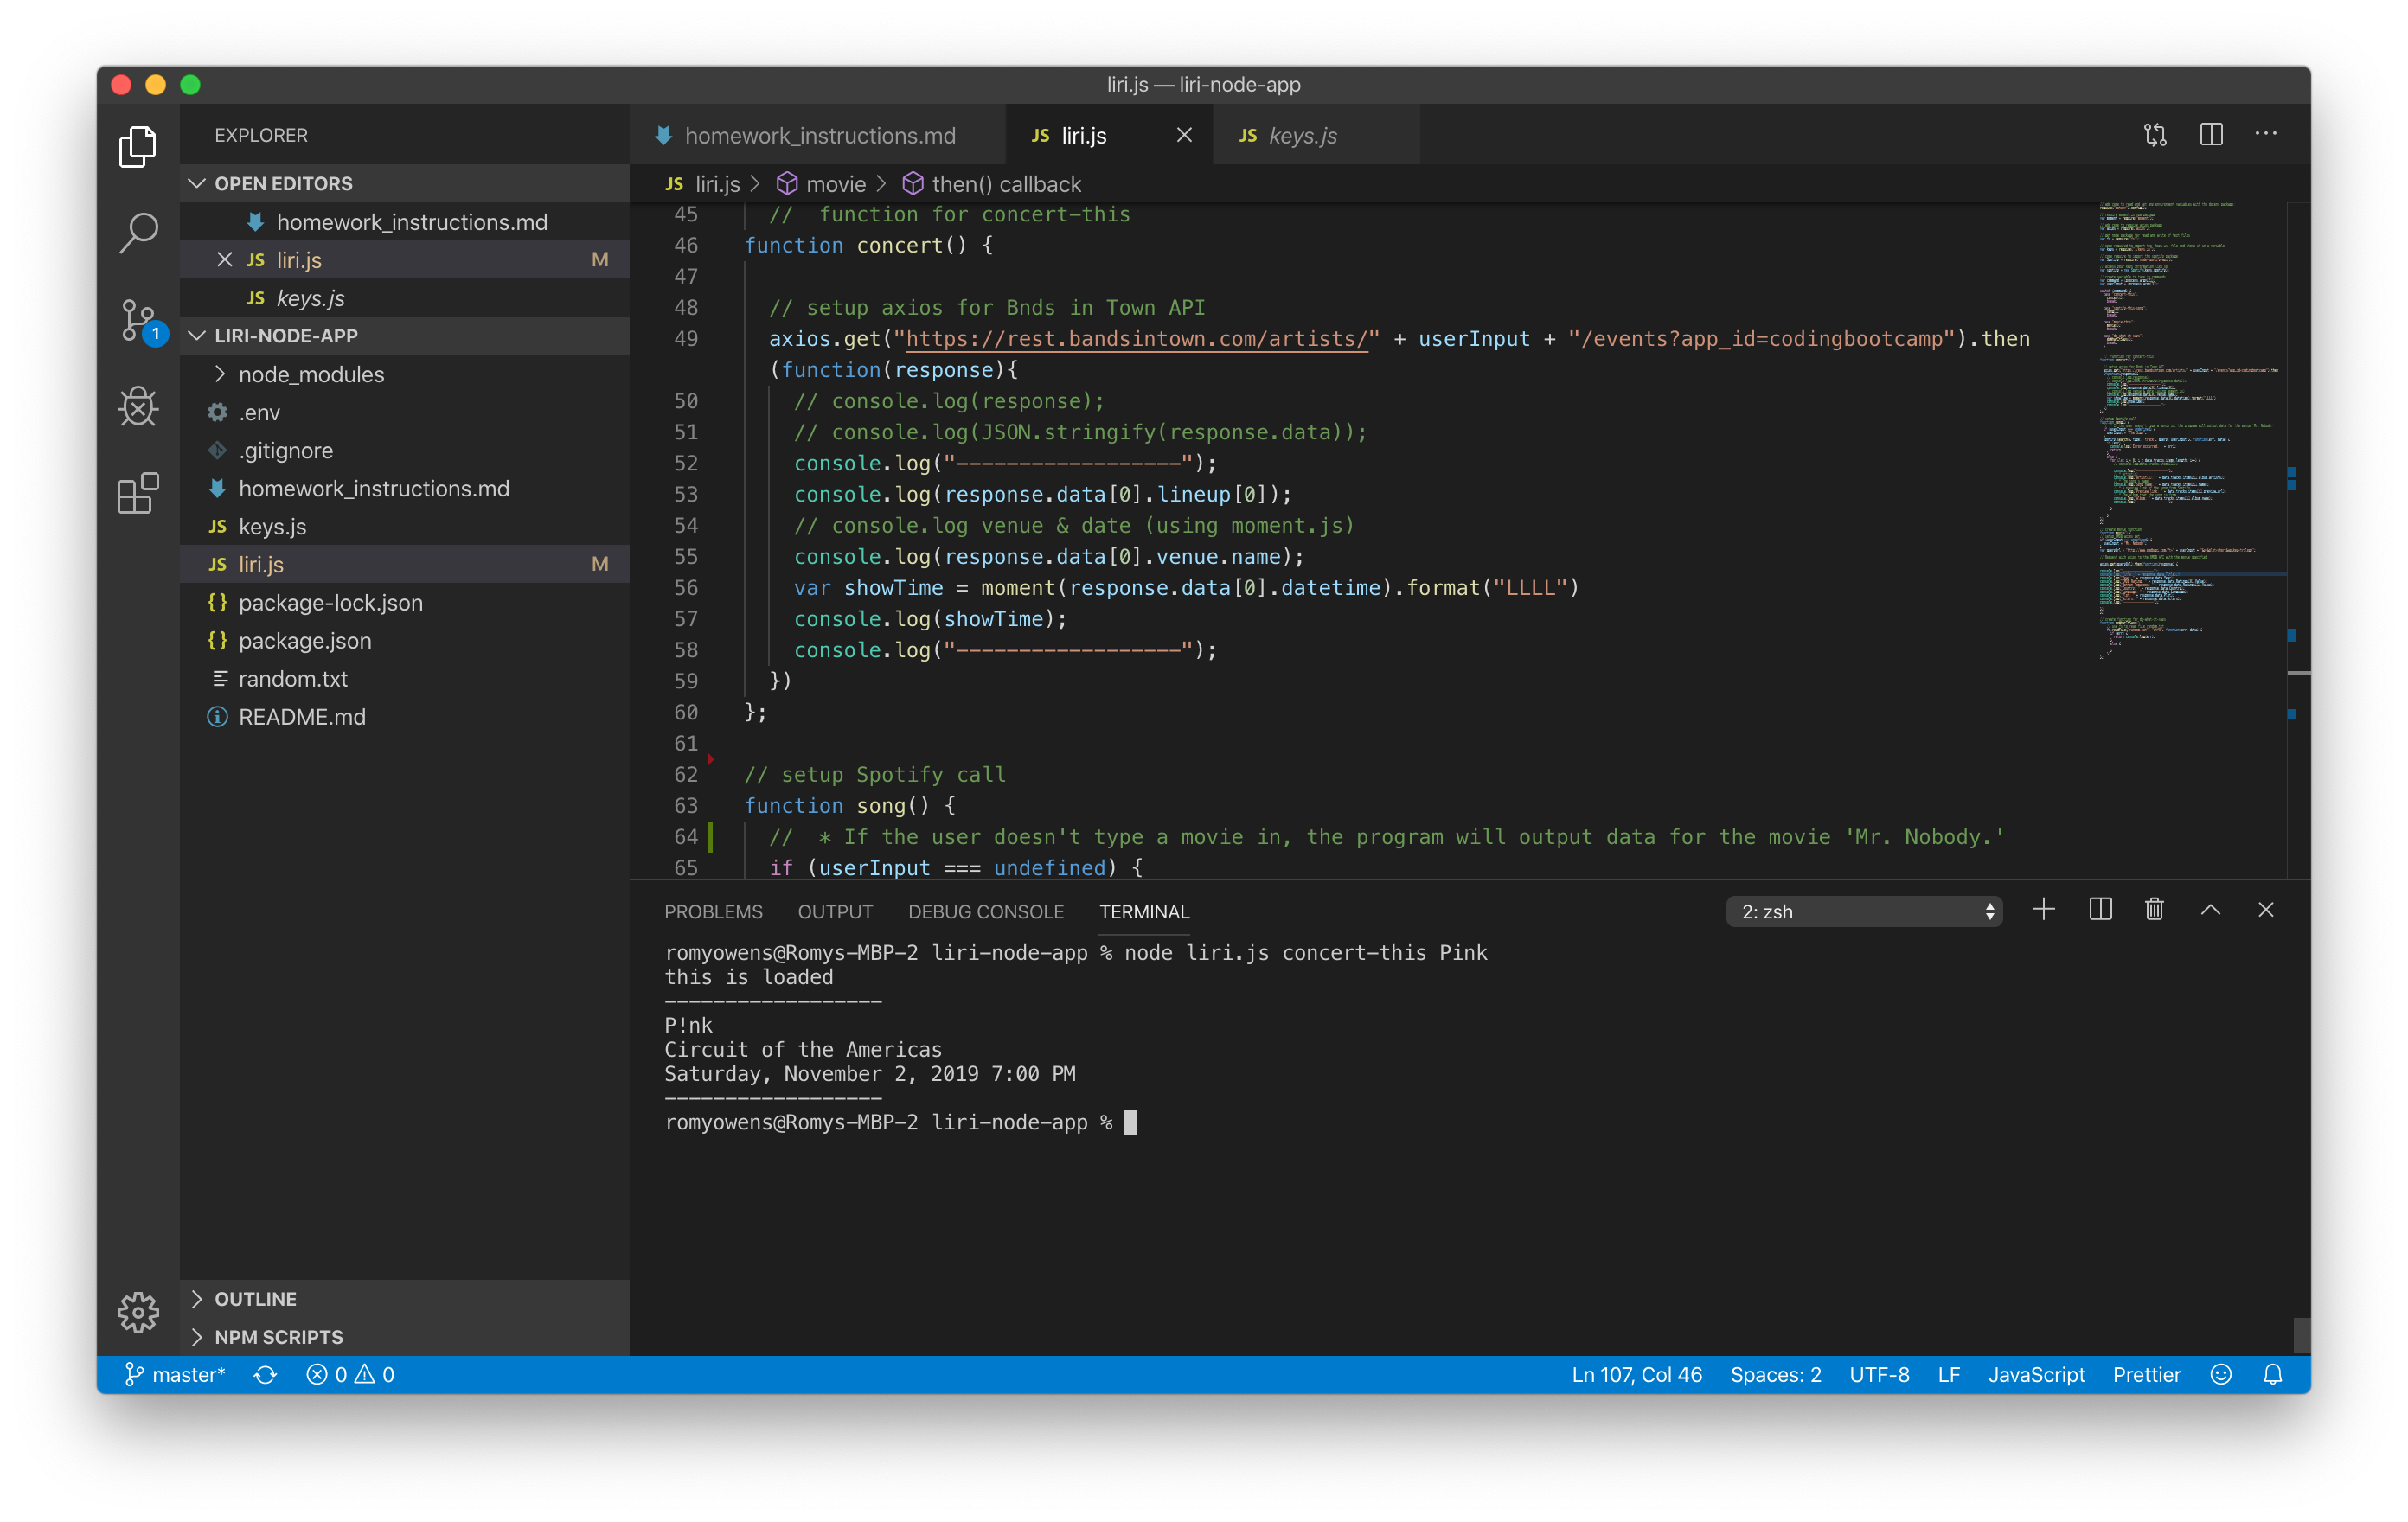 liri.js — liri-node-app
EXPLORER
OPEN EDITORS
homework_instructions.md
JS liri.js M
JS keys.js
1
LIRI-NODE-APP
node_modules
.env
.gitignore
homework_instructions.md
JS keys.js
JS liri.js M
{} package-lock.json
{} package.json
random.txt
README.md
OUTLINE
NPM SCRIPTS
homework_instructions.md JS liri.js JS keys.js
JS liri.js > movie > then() callback
45 //  function for concert-this
46 function concert() {
47
48 // setup axios for Bnds in Town API
49 axios.get("https://rest.bandsintown.com/artists/" + userInput + "/events?app_id=codingbootcamp").then
(function(response){
50 // console.log(response);
51 // console.log(JSON.stringify(response.data));
52 console.log("------------------");
53 console.log(response.data[0].lineup[0]);
54 // console.log venue & date (using moment.js)
55 console.log(response.data[0].venue.name);
56 var showTime = moment(response.data[0].datetime).format("LLLL")
57 console.log(showTime);
58 console.log("------------------");
59 })
60 };
61
62 // setup Spotify call
63 function song() {
64 //  * If the user doesn't type a movie in, the program will output data for the movie 'Mr. Nobody.'
65 if (userInput === undefined) {
PROBLEMS OUTPUT DEBUG CONSOLE TERMINAL 2: zsh
romyowens@Romys-MBP-2 liri-node-app % node liri.js concert-this Pink
this is loaded
------------------
P!nk
Circuit of the Americas
Saturday, November 2, 2019 7:00 PM
------------------
romyowens@Romys-MBP-2 liri-node-app %
master* 0 0 Ln 107, Col 46 Spaces: 2 UTF-8 LF JavaScript Prettier